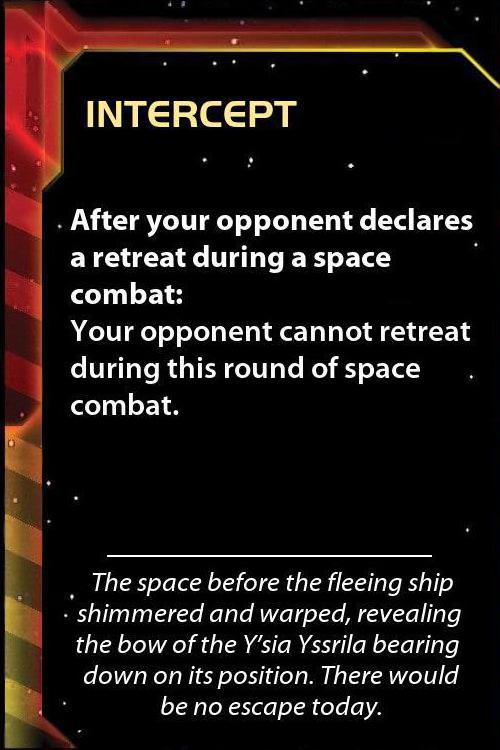 INTERCEPT
After your opponent declares
a retreat during a space
combat:
Your opponent cannot retreat
during this round of space
combat.
The space before the fleeing ship
shimmered and warped, revealing
the bow of the Y'sia Yssrila bearing
down on its position. There would
be no escape today.